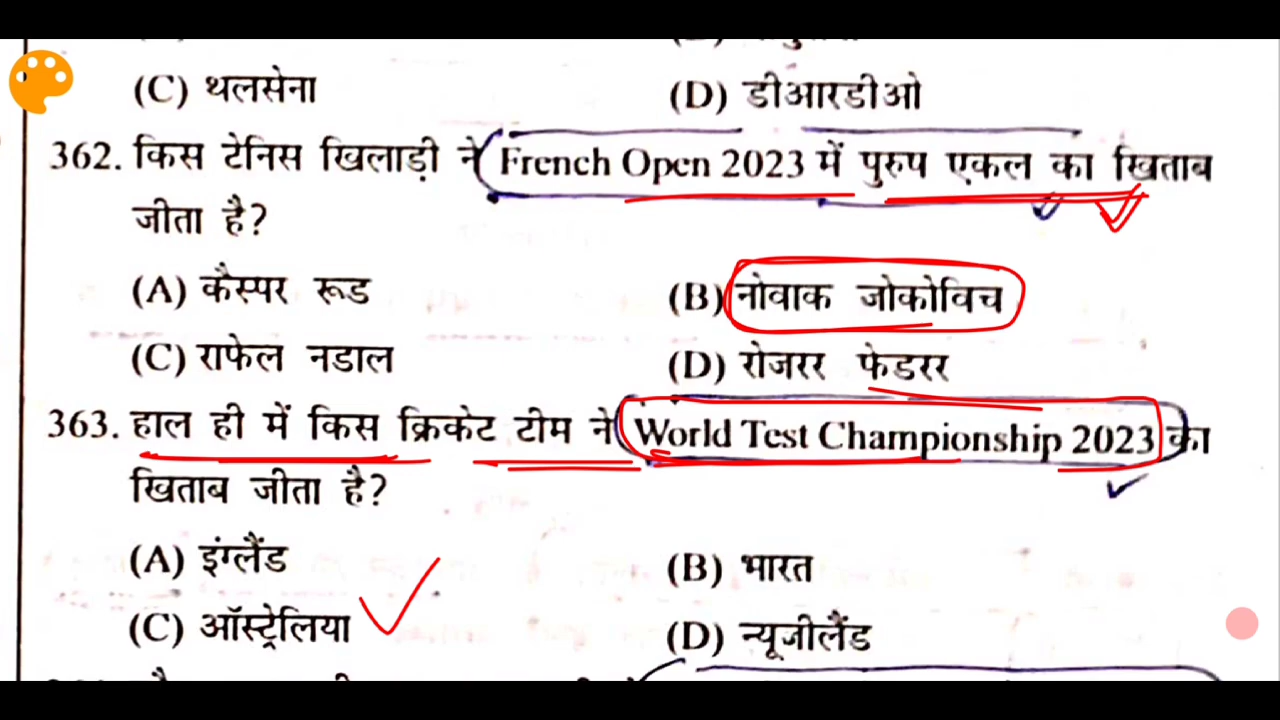 (C) थलसेना (D) डीआरडीओ
362. किस टेनिस खिलाड़ी ने French Open 2023 में पुरुष एकल का खिताब
जीता है?
(A) कैस्पर रूड (B) नोवाक जोकोविच
(C) राफेल नडाल (D) रोजरर फेडरर
363. हाल ही में किस क्रिकेट टीम ने World Test Championship 2023 का
खिताब जीता है?
(A) इंग्लैंड (B) भारत
(C) ऑस्ट्रेलिया (D) न्यूजीलैंड